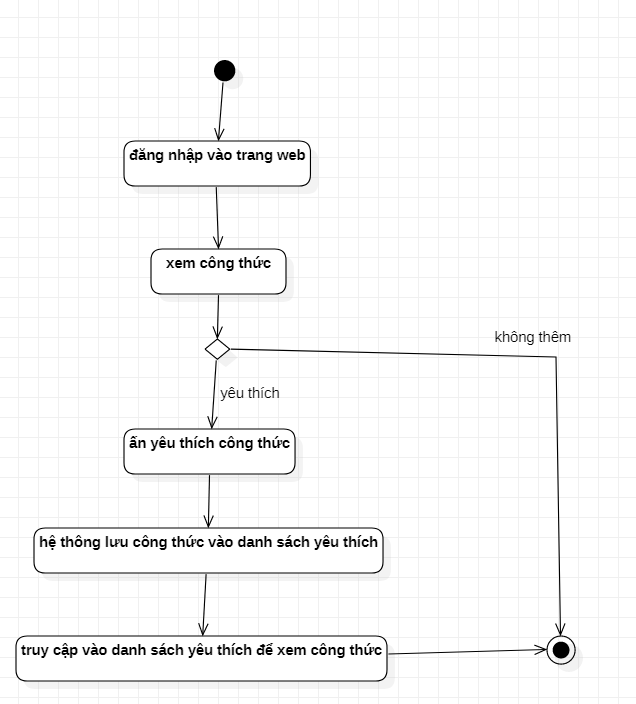 đăng nhập vào trang web
xem công thức
không thêm
yêu thích
ấn yêu thích công thức
hệ thông lưu công thức vào danh sách yêu thích
truy cập vào danh sách yêu thích để xem công thức